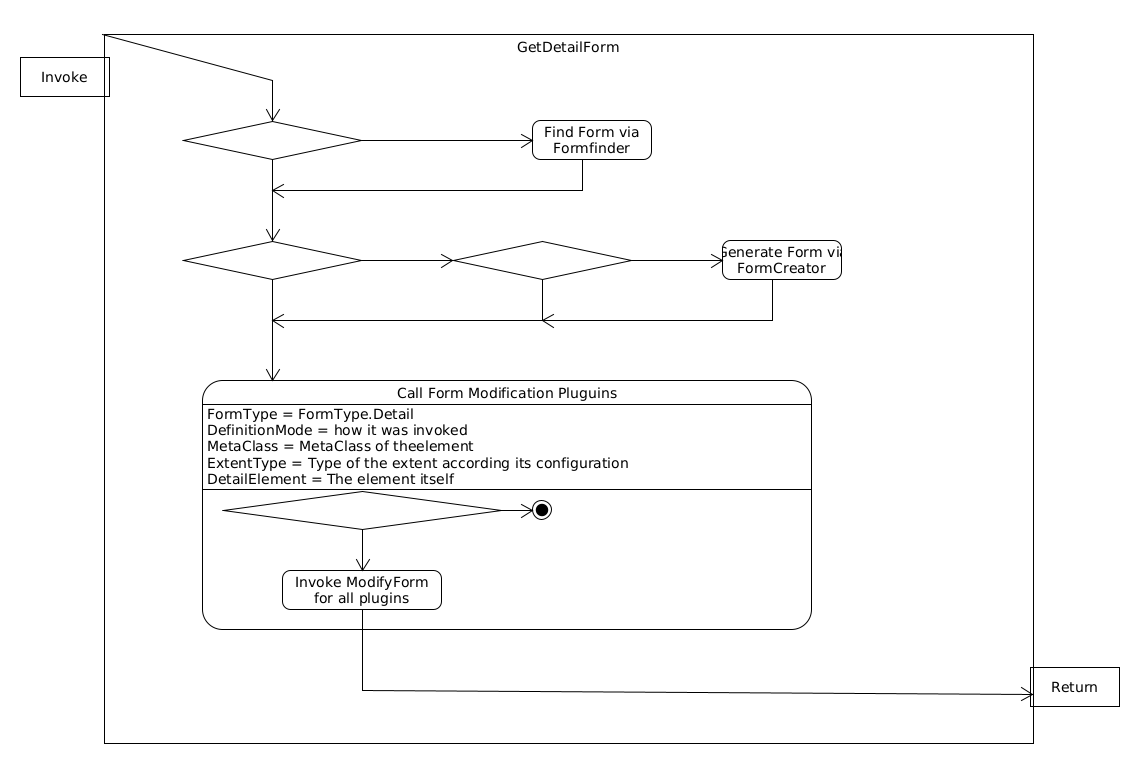 GetDetailForm
Invoke
Find Form via
Formfinder
Generate Form via
FormCreator
Call Form Modification Pluguins
FormType = FormType.Detail
DefinitionMode = how it was invoked
MetaClass = MetaClass of theelement
ExtentType = Type of the extent according its configuration
DetailElement = The element itself
Invoke ModifyForm
for all plugins
Return